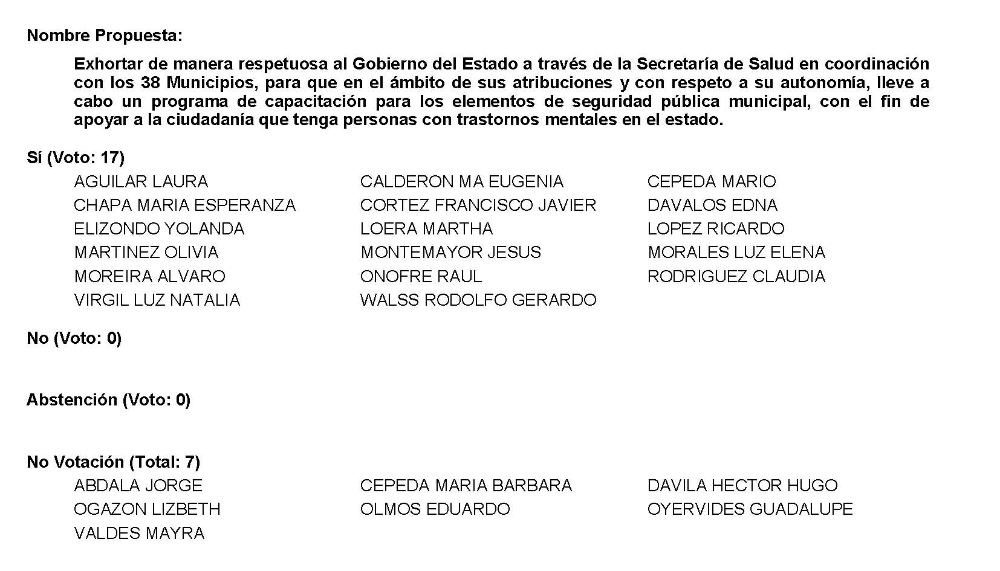 Nombre Propuesta:
Exhortar de manera respetuosa al Gobierno del Estado a través de la Secretaría de Salud en coordinación
con los 38 Municipios, para que en el ámbito de sus atribuciones y con respeto a su autonomía, lleve a
cabo un programa de capacitación para los elementos de seguridad pública municipal, con el fin de
apoyar a la ciudadanía que tenga personas con trastornos mentales en el estado.
Sí (Voto: 17)
AGUILAR LAURA CALDERON MA EUGENIA CEPEDA MARIO
CHAPA MARIA ESPERANZA CORTEZ FRANCISCO JAVIER DAVALOS EDNA
ELIZONDO YOLANDA LOERA MARTHA LOPEZ RICARDO
MARTINEZ OLIVIA MONTEMAYOR JESUS MORALES LUZ ELENA
MOREIRA ALVARO ONOFRE RAUL RODRIGUEZ CLAUDIA
VIRGIL LUZ NATALIA WALSS RODOLFO GERARDO
No (Voto: 0)
Abstención (Voto: 0)
No Votación (Total: 7)
ABDALA JORGE CEPEDA MARIA BARBARA DAVILA HECTOR HUGO
OGAZON LIZBETH OLMOS EDUARDO OYERVIDES GUADALUPE
VALDES MAYRA